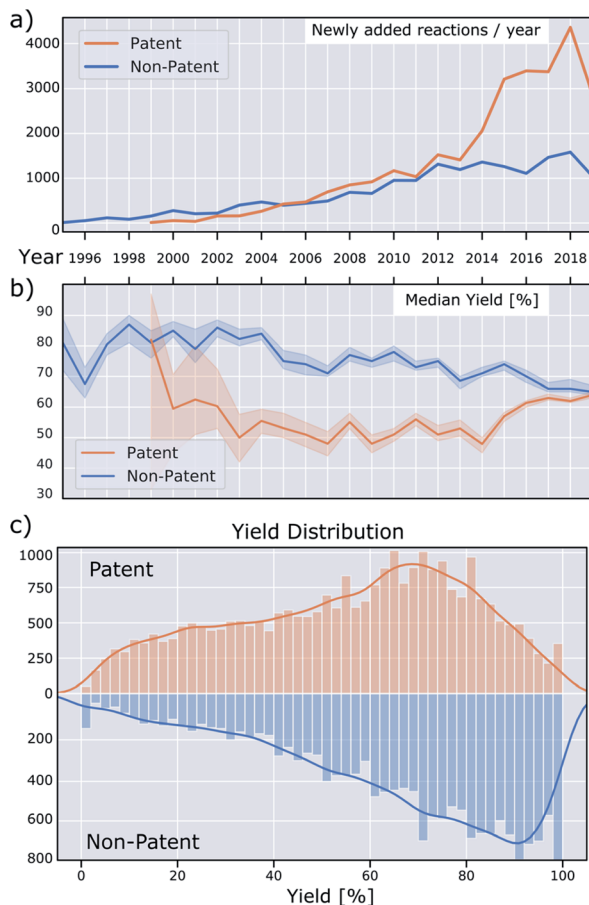 a)
Newly added reactions / year
Patent
Non-Patent
4000
3000
2000
1000
0
Year 1996 1998 2000 2002 2004 2006 2008 2010 2012 2014 2016 2018
b)
Median Yield [%]
90
80
70
60
50
40
30
Patent
Non-Patent
c)
Yield Distribution
Patent
1000
750
500
250
0
200
400
600
800
Non-Patent
0 20 40 60 80 100
Yield [%]